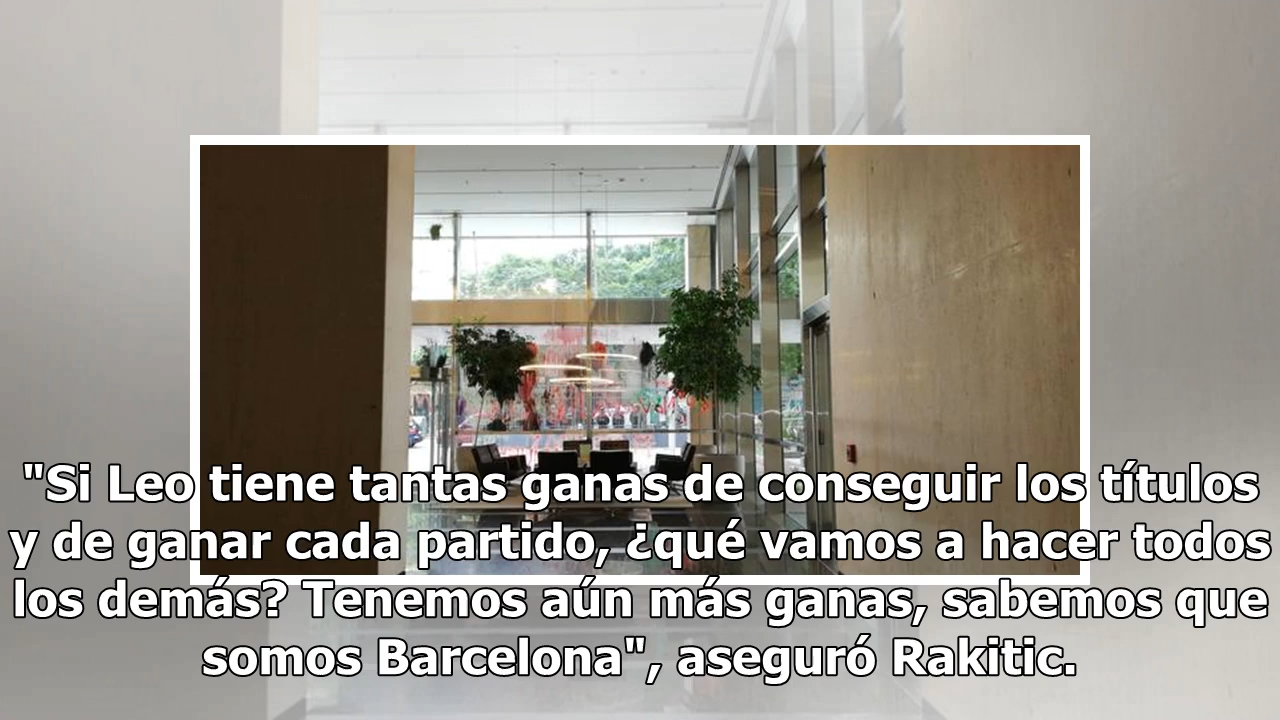 "Si Leo tiene tantas ganas de conseguir los títulos
y de ganar cada partido, ¿qué vamos a hacer todos
los demás? Tenemos aún más ganas, sabemos que
somos Barcelona", aseguró Rakitic.